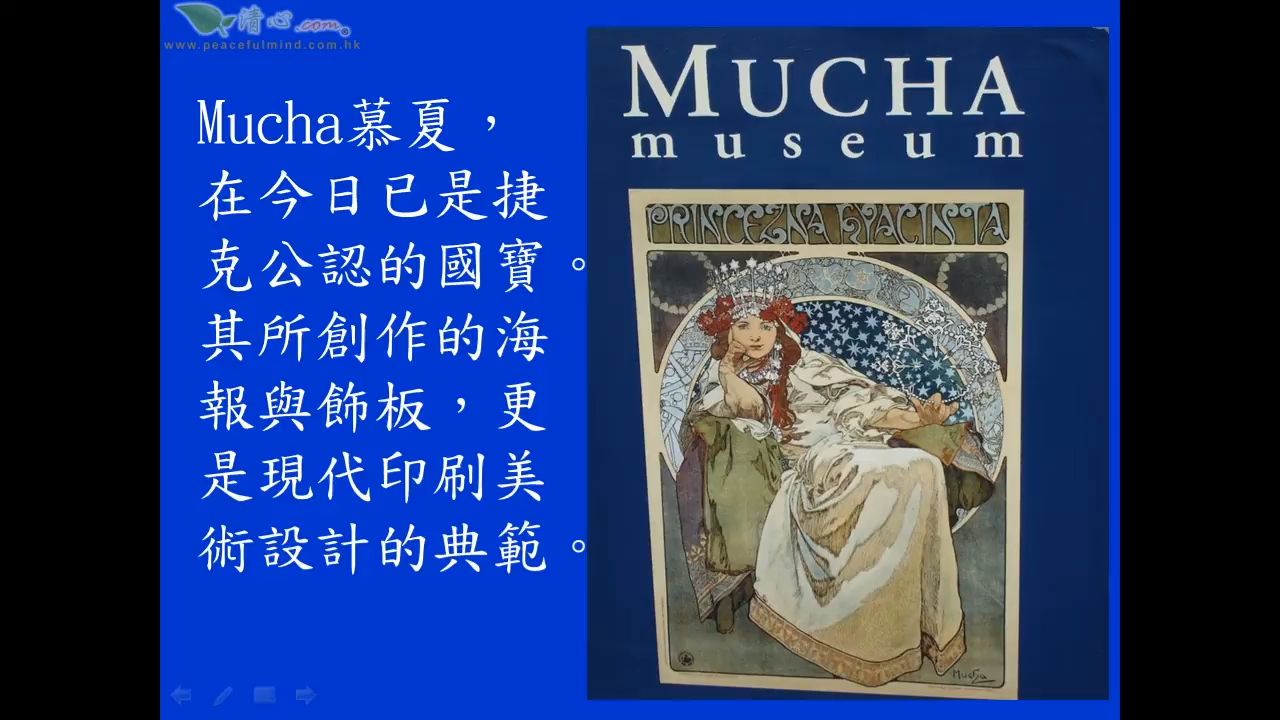 清心.com
www.peacefulmind.com.hk
Mucha慕夏，
在今日已是捷
克公認的國寶。
其所創作的海
報與飾板，更
是現代印刷美
術設計的典範。
MUCHA
museum
PRINCEZNA HYACINTA
Mucha